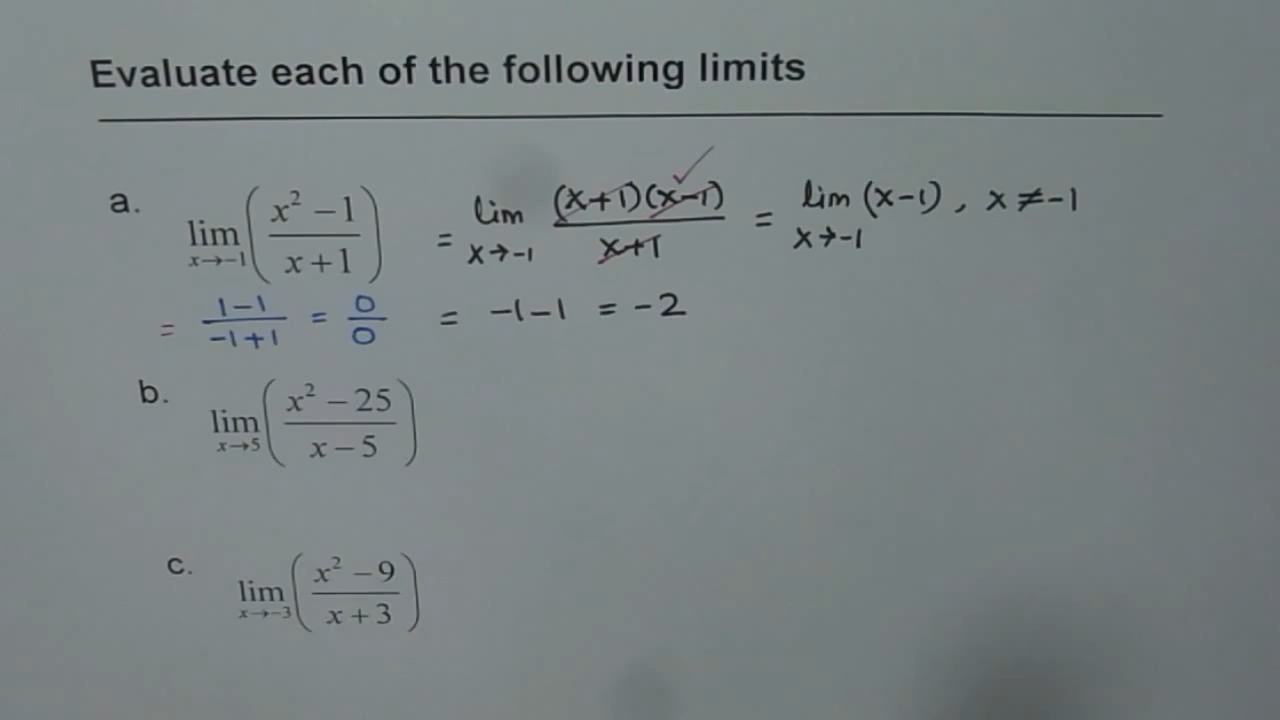 Evaluate each of the following limits
a. lim x→-1 ( (x² - 1) / (x + 1) ) = lim x→-1 (x+1)(x-1) / x+1 = lim x→-1 (x-1), x ≠ -1
= 1-1 / -1+1 = 0/0 = -1-1 = -2
b. lim x→5 ( (x² - 25) / (x - 5) )
c. lim x→-3 ( (x² - 9) / (x + 3) )